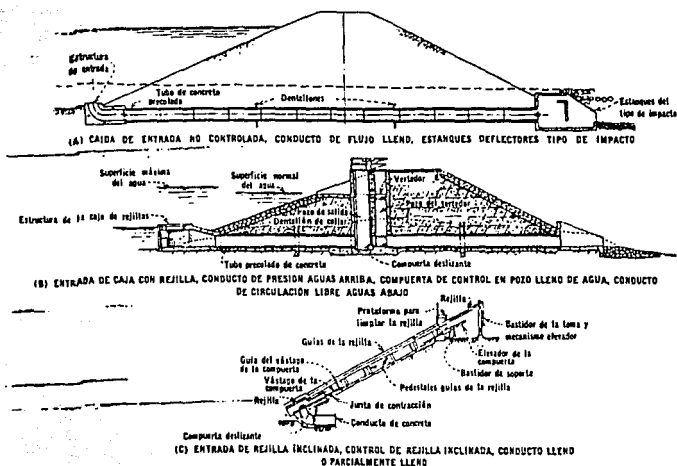 Estructura
de entrada
Tubo de concreto
precolado
Dentallones
Estanques del
tipo de impacto
(A) CAIDA DE ENTRADA NO CONTROLADA, CONDUCTO DE FLUJO LLENO, ESTANQUES DEFLECTORES TIPO DE IMPACTO
Superficie máxima
del agua
Superficie normal
del agua
Vertedor
Estructura de la caja de rejillas
Pozo de salida
Dentallón de collar
Pozo del vertedor
Tubo precolado de concreto
Compuerta deslizante
(B) ENTRADA DE CAJA CON REJILLA, CONDUCTO DE PRESION AGUAS ARRIBA, COMPUERTA DE CONTROL EN POZO LLENO DE AGUA, CONDUCTO
DE CIRCULACIÓN LIBRE AGUAS ABAJO
Rejilla
Plataforma para
limpiar la rejilla
Bastidor de la toma y
mecanismo elevador
Guías de la rejilla
Elevador de la
compuerta
Guía del vástago
de la compuerta
Bastidor de soporte
Vástago de la
compuerta
Pedestales guías de la rejilla
Rejilla
Junta de contracción
Conducto de concreto
Compuerta deslizante
(C) ENTRADA DE REJILLA INCLINADA, CONTROL DE REJILLA INCLINADA, CONDUCTO LLENO
O PARCIALMENTE LLENO